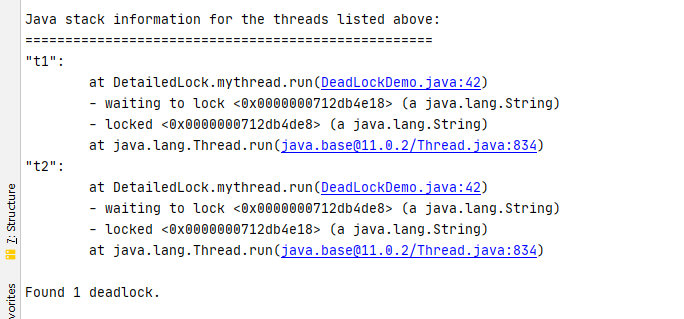 Java stack information for the threads listed above:
===================================================
"t1":
        at DetailedLock.mythread.run(DeadLockDemo.java:42)
        - waiting to lock <0x0000000712db4e18> (a java.lang.String)
        - locked <0x0000000712db4de8> (a java.lang.String)
        at java.lang.Thread.run(java.base@11.0.2/Thread.java:834)
"t2":
        at DetailedLock.mythread.run(DeadLockDemo.java:42)
        - waiting to lock <0x0000000712db4de8> (a java.lang.String)
        - locked <0x0000000712db4e18> (a java.lang.String)
        at java.lang.Thread.run(java.base@11.0.2/Thread.java:834)
Found 1 deadlock.
7: Structure
vorites